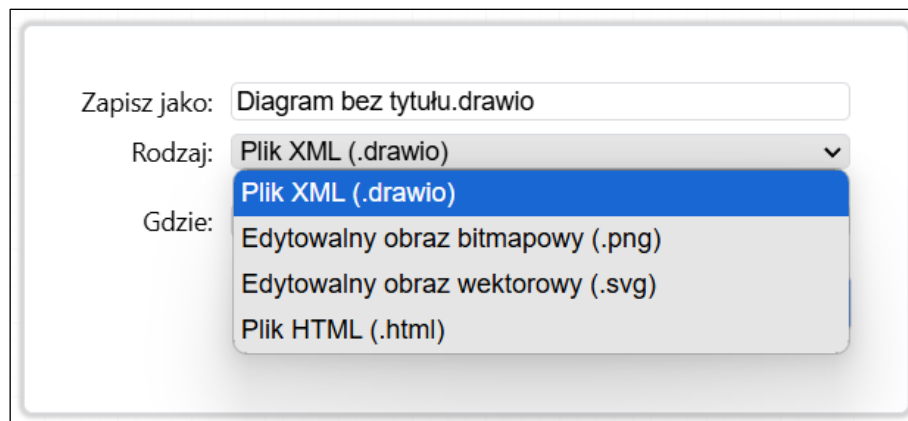 Zapisz jako: Diagram bez tytułu.drawio
Rodzaj: Plik XML (.drawio)
Plik XML (.drawio)
Gdzie:
Edytowalny obraz bitmapowy (.png)
Edytowalny obraz wektorowy (.svg)
Plik HTML (.html)